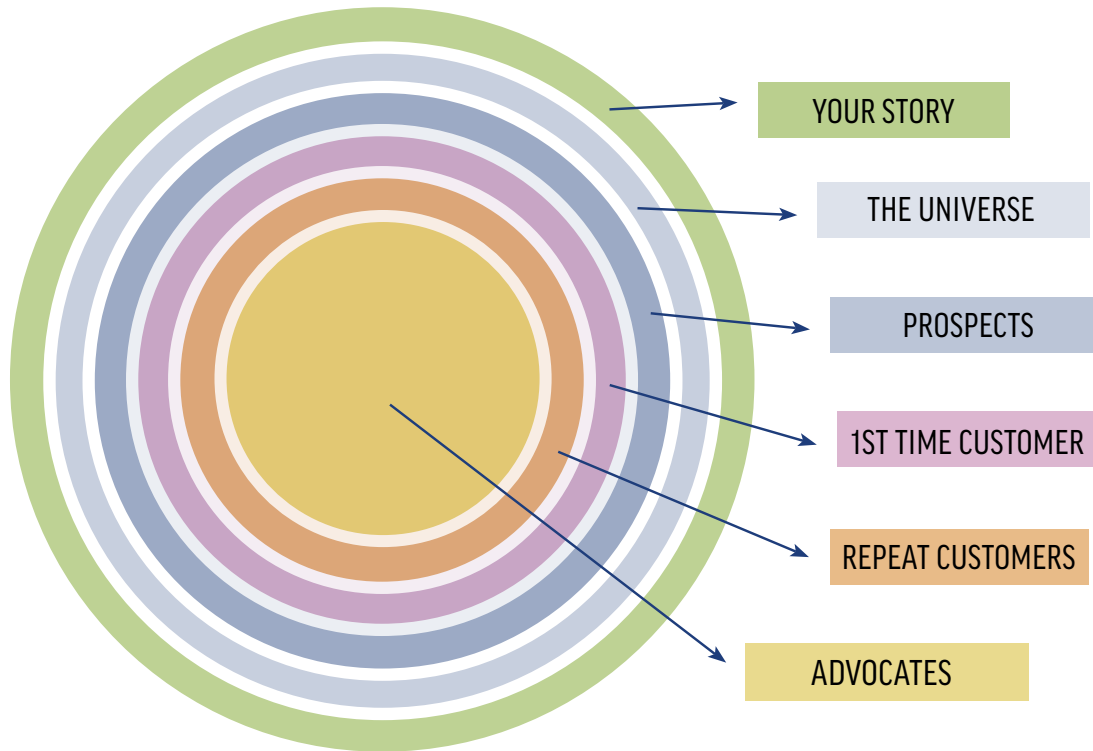 YOUR STORY
THE UNIVERSE
PROSPECTS
1ST TIME CUSTOMER
REPEAT CUSTOMERS
ADVOCATES